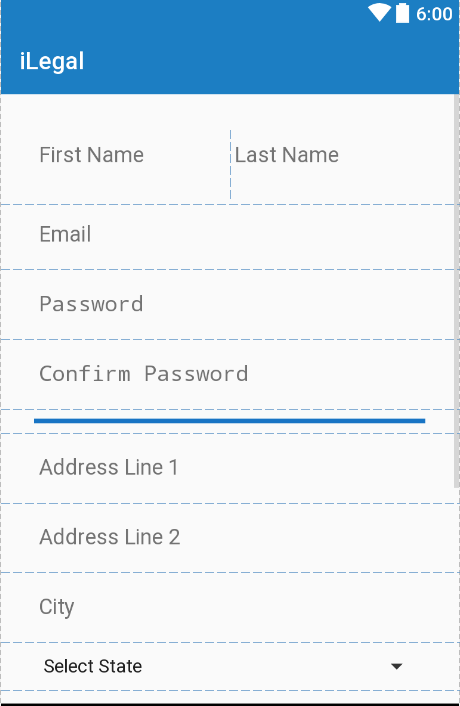 6:00
iLegal
First Name Last Name
Email
Password
Confirm Password
Address Line 1
Address Line 2
City
Select State